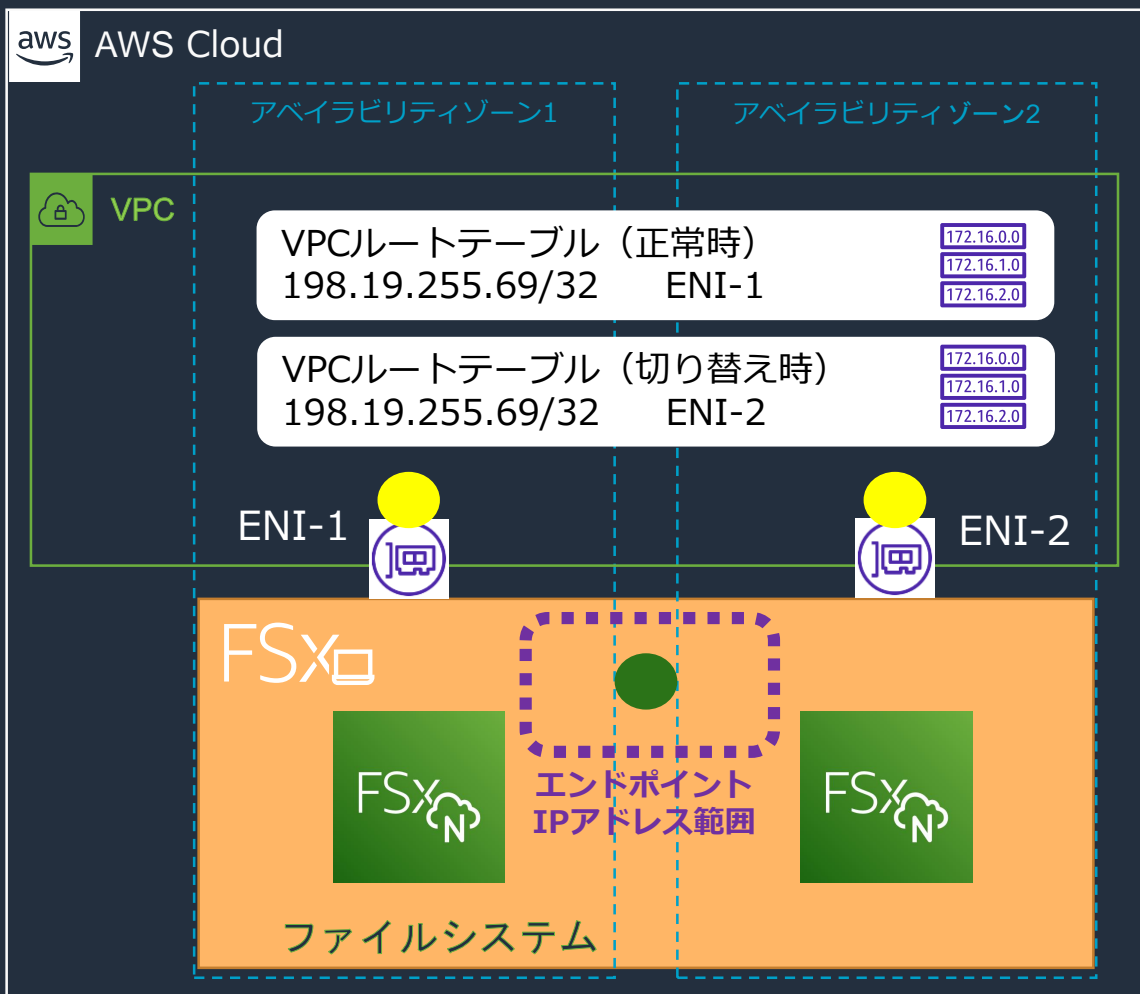 aws
AWS Cloud
アベイラビリティゾーン1
アベイラビリティゾーン2
VPC
VPCルートテーブル（正常時）
198.19.255.69/32 ENI-1
172.16.0.0
172.16.1.0
172.16.2.0
VPCルートテーブル（切り替え時）
198.19.255.69/32 ENI-2
172.16.0.0
172.16.1.0
172.16.2.0
ENI-1
ENI-2
FSx
FSx
N
エンドポイント
IPアドレス範囲
FSx
N
ファイルシステム